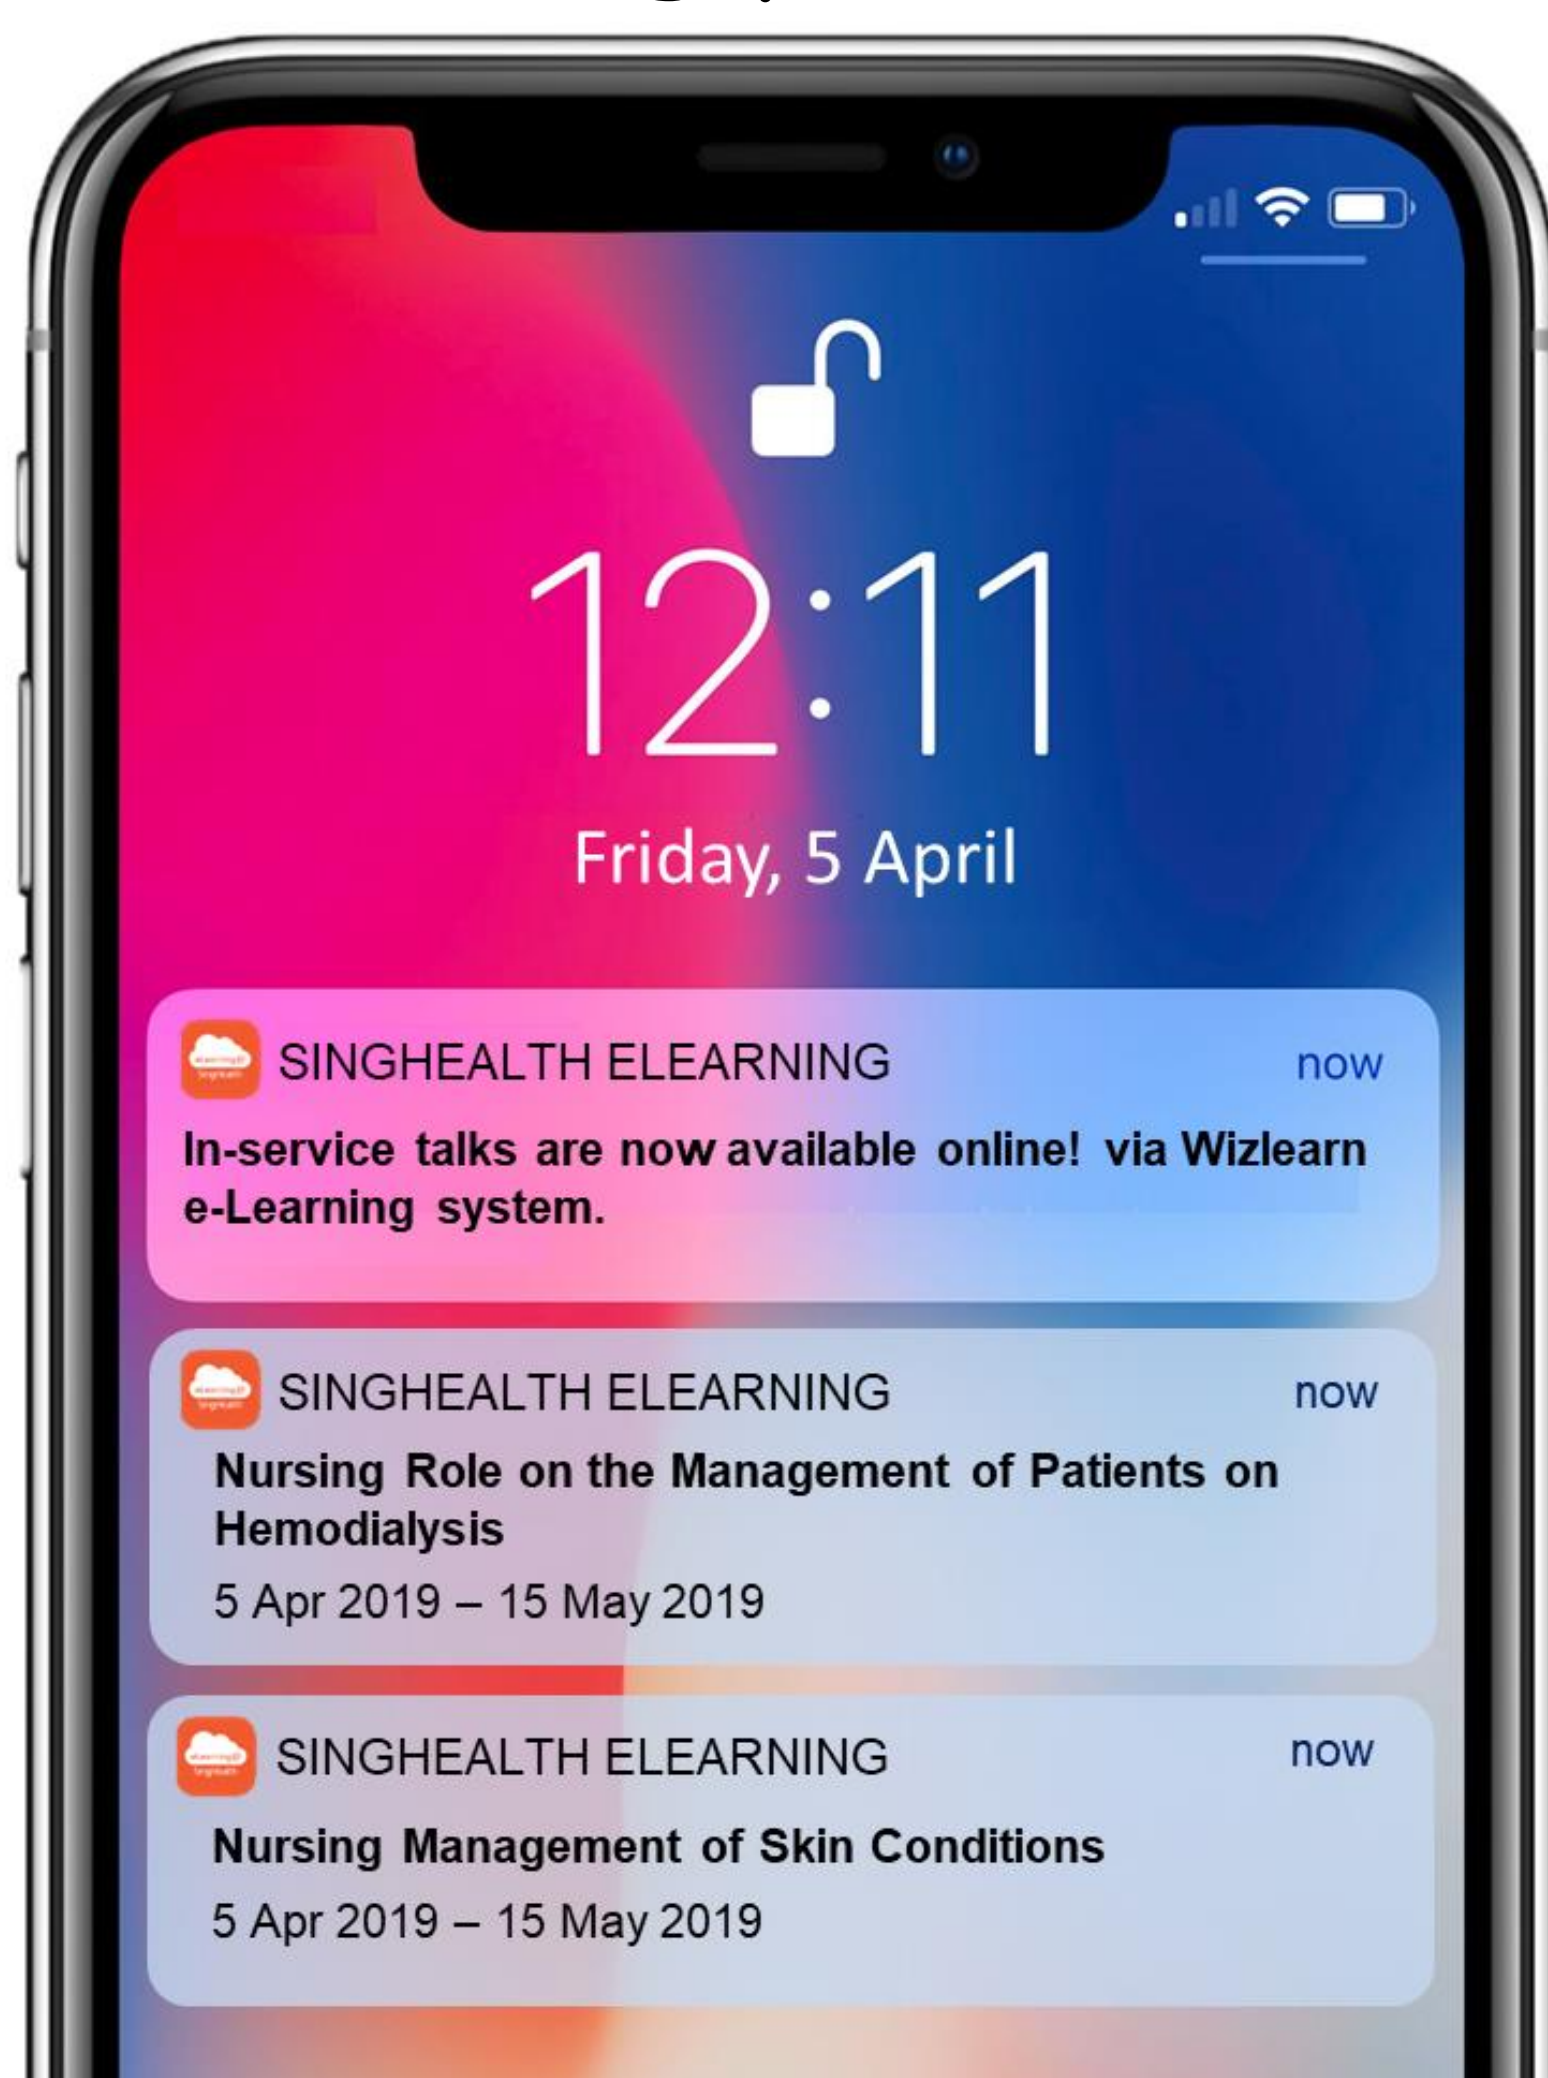 12:11
Friday, 5 April
SINGHEALTH ELEARNING now
In-service talks are now available online! via Wizlearn
e-Learning system.
SINGHEALTH ELEARNING now
Nursing Role on the Management of Patients on
Hemodialysis
5 Apr 2019 – 15 May 2019
SINGHEALTH ELEARNING now
Nursing Management of Skin Conditions
5 Apr 2019 – 15 May 2019